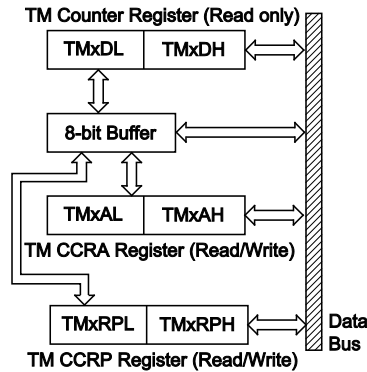 TM Counter Register (Read only)
TMxDL TMxDH
8-bit Buffer
TMxAL TMxAH
TM CCRA Register (Read/Write)
TMxRPL TMxRPH
TM CCRP Register (Read/Write)
Data
Bus